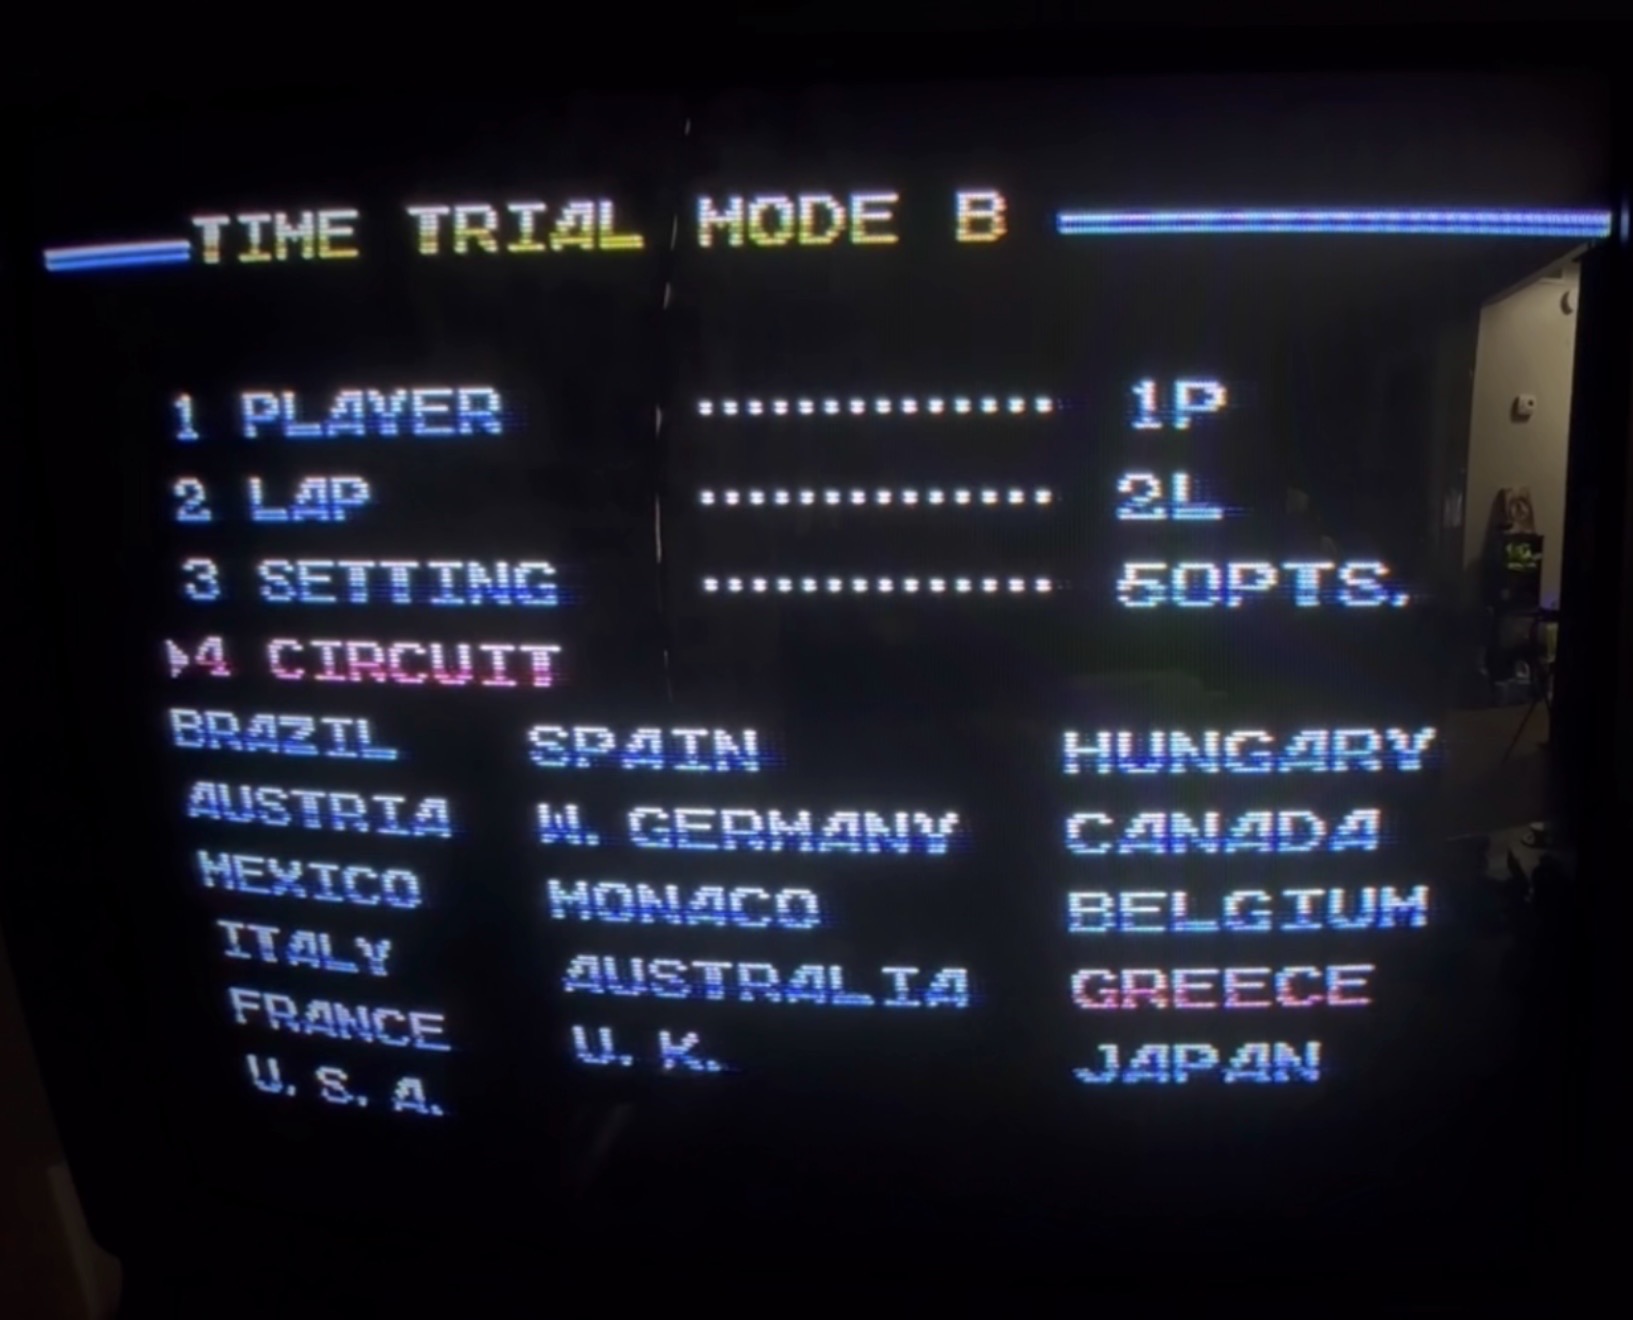 TIME TRIAL MODE B
1 PLAYER .............. 1P
2 LAP .............. 2L
3 SETTING .............. 50PTS.
▶4 CIRCUIT
BRAZIL SPAIN HUNGARY
AUSTRIA W. GERMANY CANADA
MEXICO MONACO BELGIUM
ITALY AUSTRALIA GREECE
FRANCE U. K. JAPAN
U. S. A.